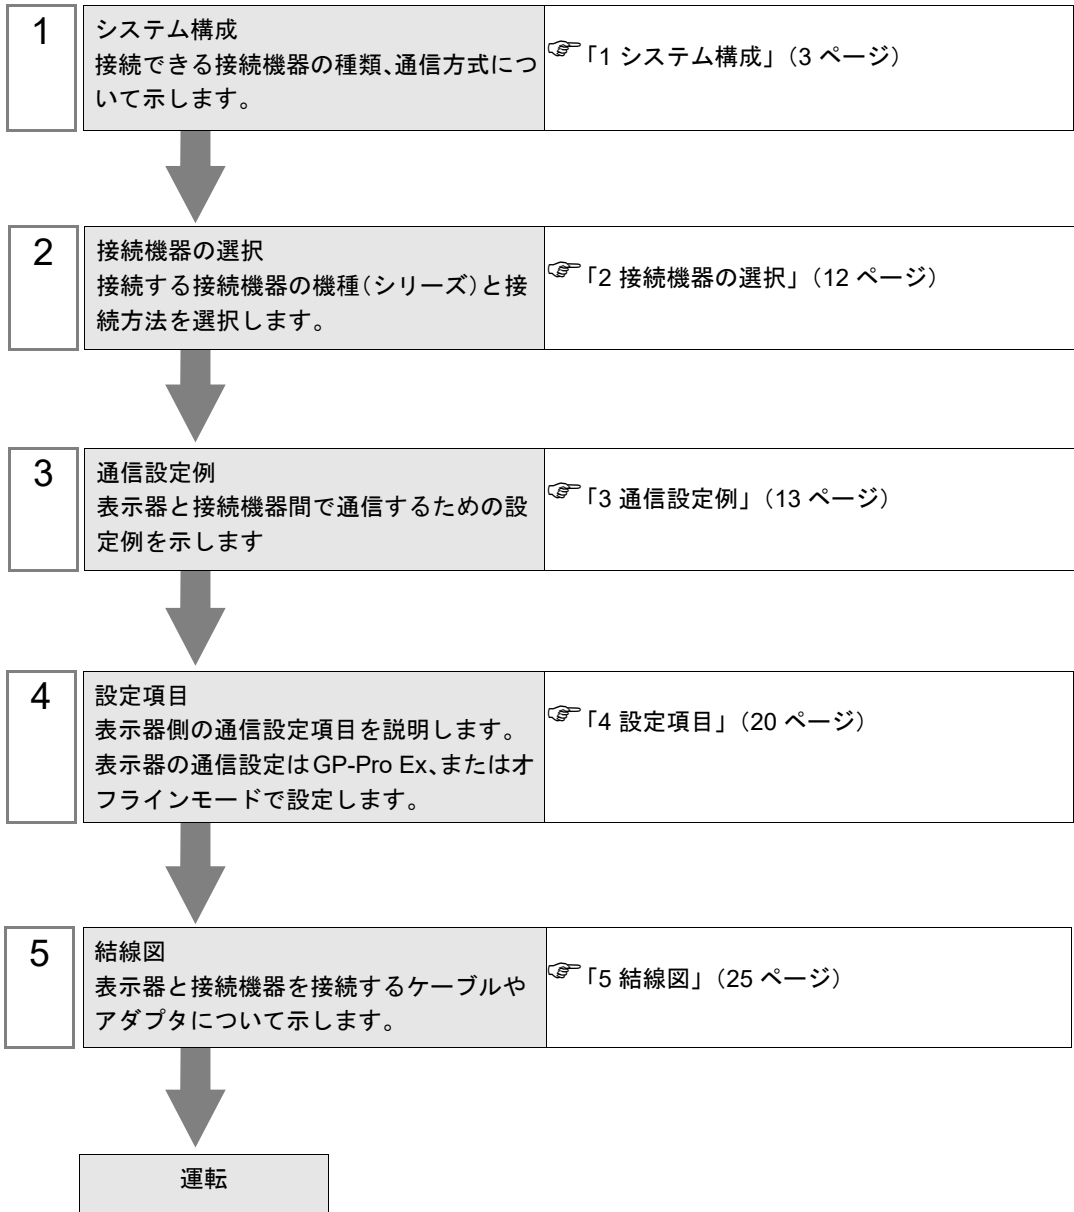 1
システム構成
接続できる接続機器の種類、通信方式につ
いて示します。
☞「1 システム構成」(3 ページ)
2
接続機器の選択
接続する接続機器の機種(シリーズ)と接
続方法を選択します。
☞「2 接続機器の選択」(12 ページ)
3
通信設定例
表示器と接続機器間で通信するための設
定例を示します
☞「3 通信設定例」(13 ページ)
4
設定項目
表示器側の通信設定項目を説明します。
表示器の通信設定はGP-Pro Ex、またはオ
フラインモードで設定します。
☞「4 設定項目」(20 ページ)
5
結線図
表示器と接続機器を接続するケーブルや
アダプタについて示します。
☞「5 結線図」(25 ページ)
運転